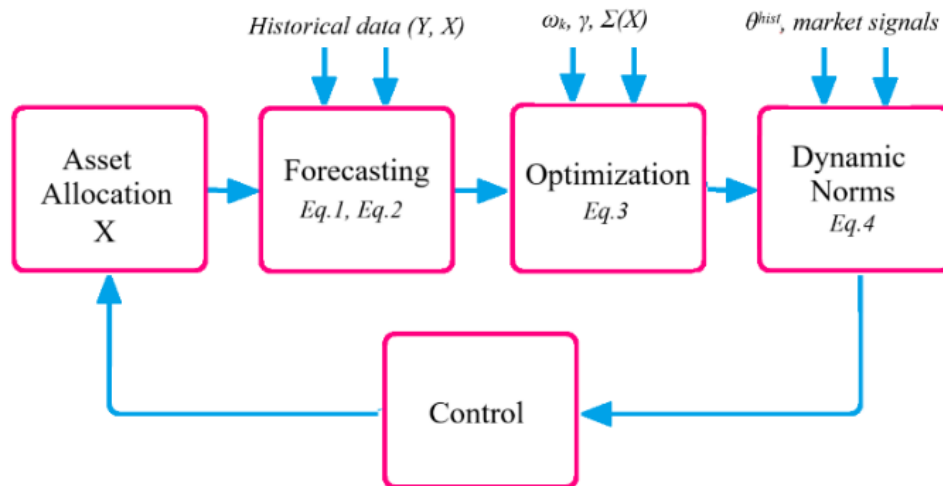 Historical data (Y, X)
ωₖ, γ, Σ(X)
θʰⁱˢᵗ, market signals
Asset
Allocation
X
Forecasting
Eq.1, Eq.2
Optimization
Eq.3
Dynamic
Norms
Eq.4
Control